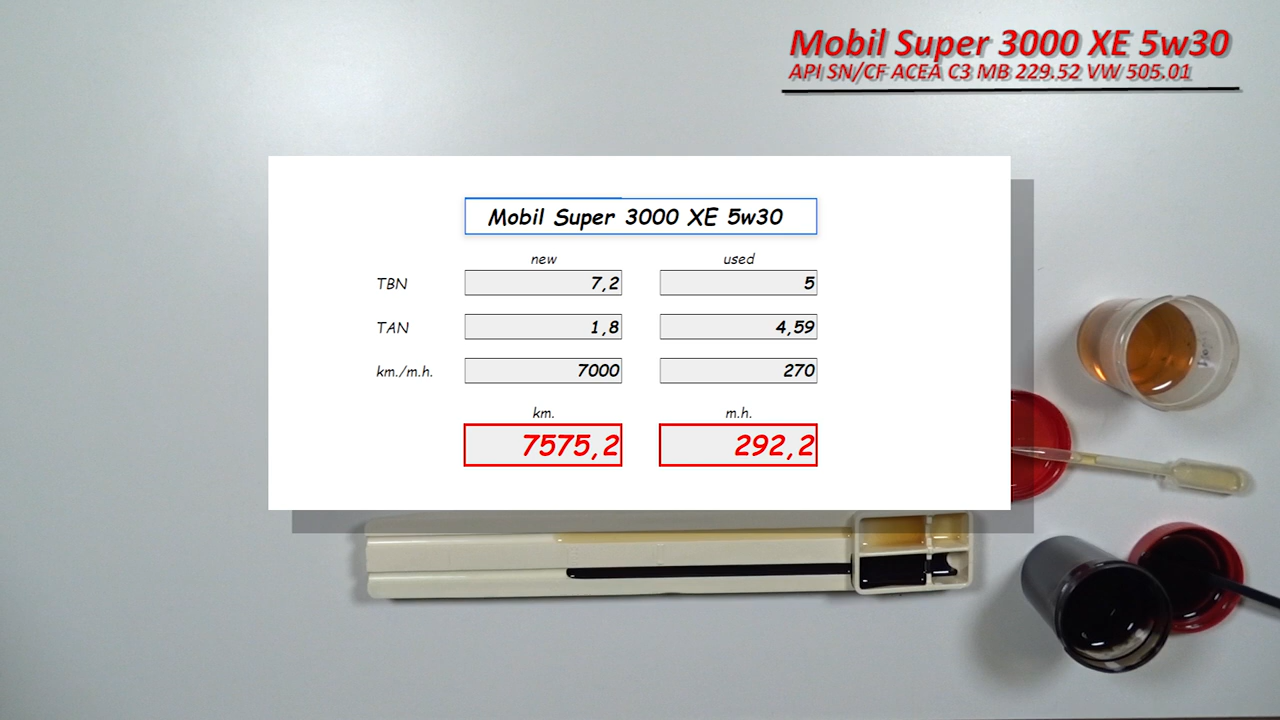 Mobil Super 3000 XE 5w30
API SN/CF ACEA C3 MB 229.52 VW 505.01
Mobil Super 3000 XE 5w30
new used
TBN 7,2 5
TAN 1,8 4,59
km./m.h. 7000 270
km. m.h.
7575,2 292,2